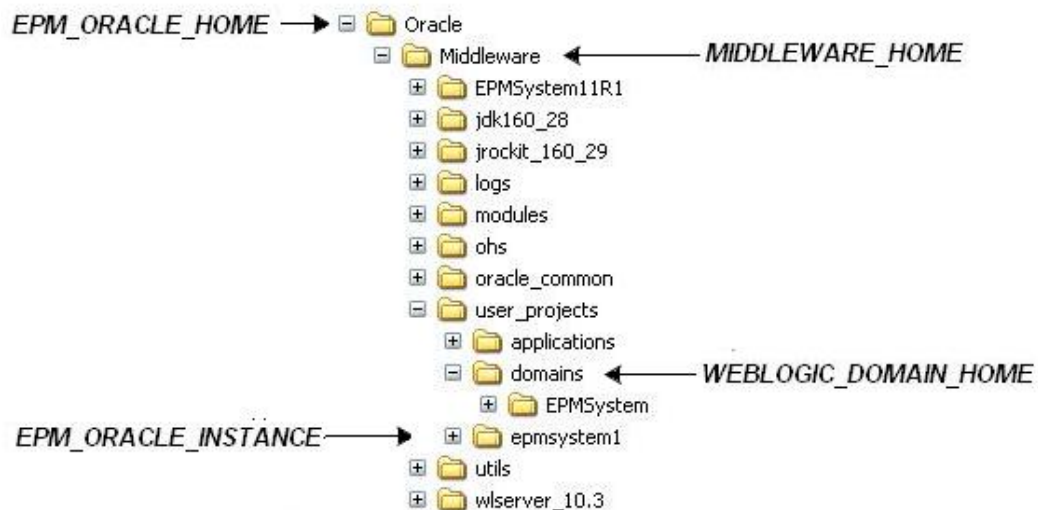 EPM_ORACLE_HOME Oracle
Middleware MIDDLEWARE_HOME
EPMSystem11R1
jdk160_28
jrockit_160_29
logs
modules
ohs
oracle_common
user_projects
applications
domains WEBLOGIC_DOMAIN_HOME
EPMSystem
EPM_ORACLE_INSTANCE epmsystem1
utils
wlserver_10.3